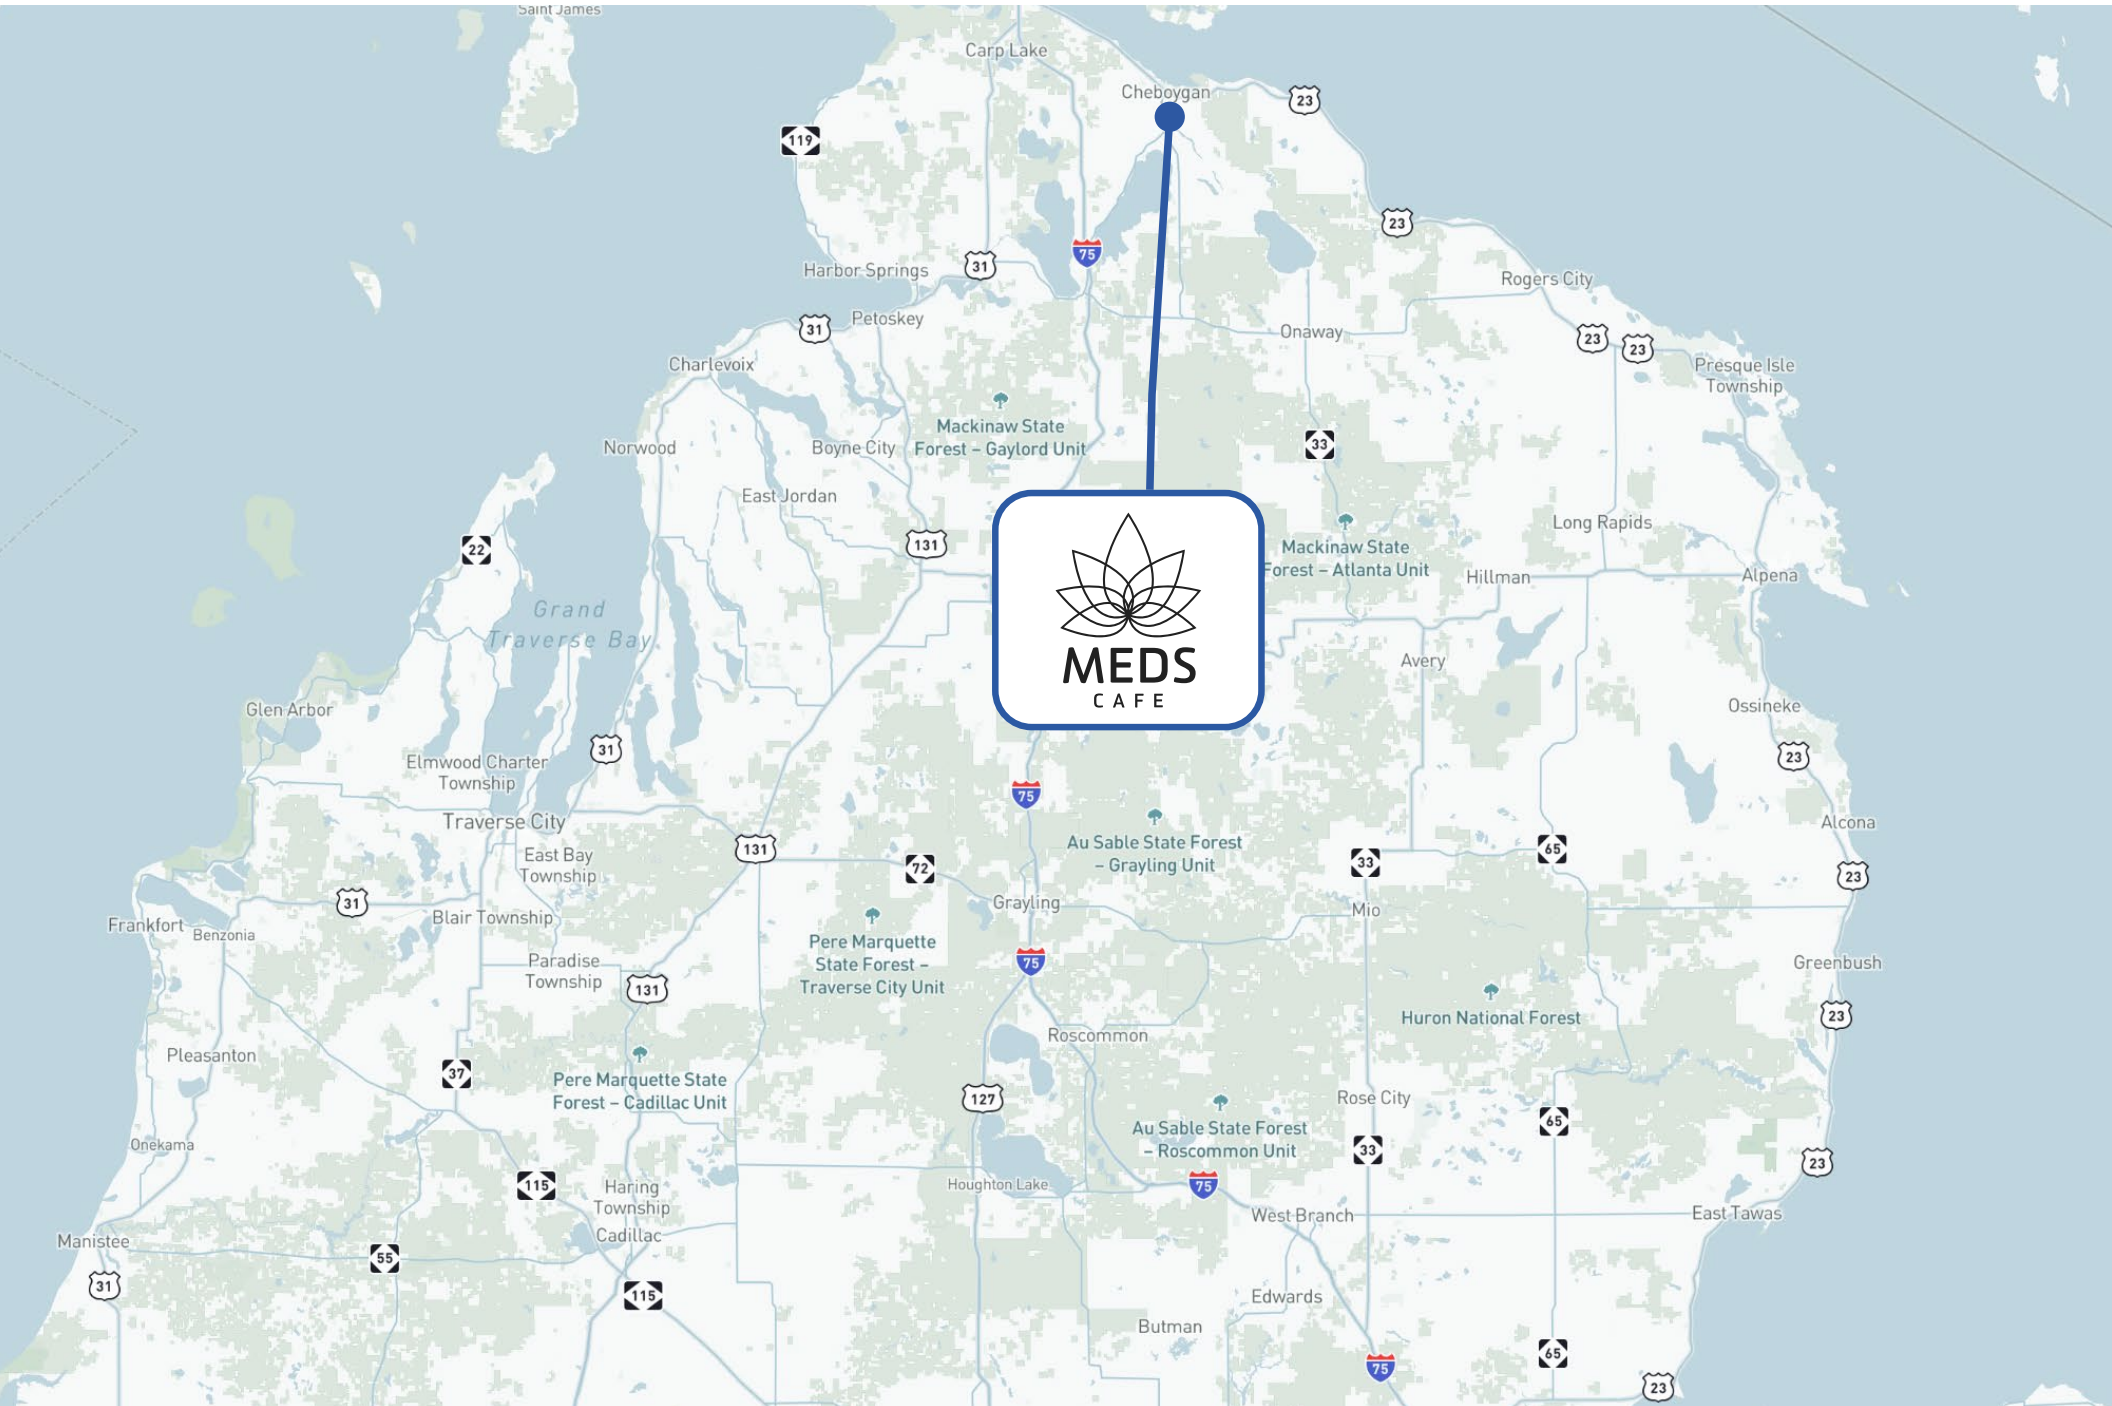 Saint James
Carp Lake
Cheboygan
23
119
23
75
31
Harbor Springs
Rogers City
Petoskey
31
Onaway
23
23
Charlevoix
Presque Isle
Township
Mackinaw State
Forest – Gaylord Unit
33
Norwood
Boyne City
East Jordan
Long Rapids
22
131
Mackinaw State
Forest – Atlanta Unit
Hillman
Alpena
Grand
Traverse Bay
MEDS
CAFE
Avery
Glen Arbor
Ossineke
31
23
Elmwood Charter
Township
75
Traverse City
Alcona
131
Au Sable State Forest
– Grayling Unit
65
33
72
East Bay
Township
23
31
Grayling
Mio
Blair Township
Frankfort
Benzonia
Pere Marquette
State Forest –
Traverse City Unit
75
Paradise
Township
Greenbush
131
Huron National Forest
23
Roscommon
Pleasanton
37
Pere Marquette State
Forest – Cadillac Unit
127
Rose City
65
Au Sable State Forest
– Roscommon Unit
Onekama
33
23
115
Houghton Lake
75
Haring
Township
West Branch
East Tawas
Cadillac
Manistee
55
31
115
Edwards
Butman
65
75
23